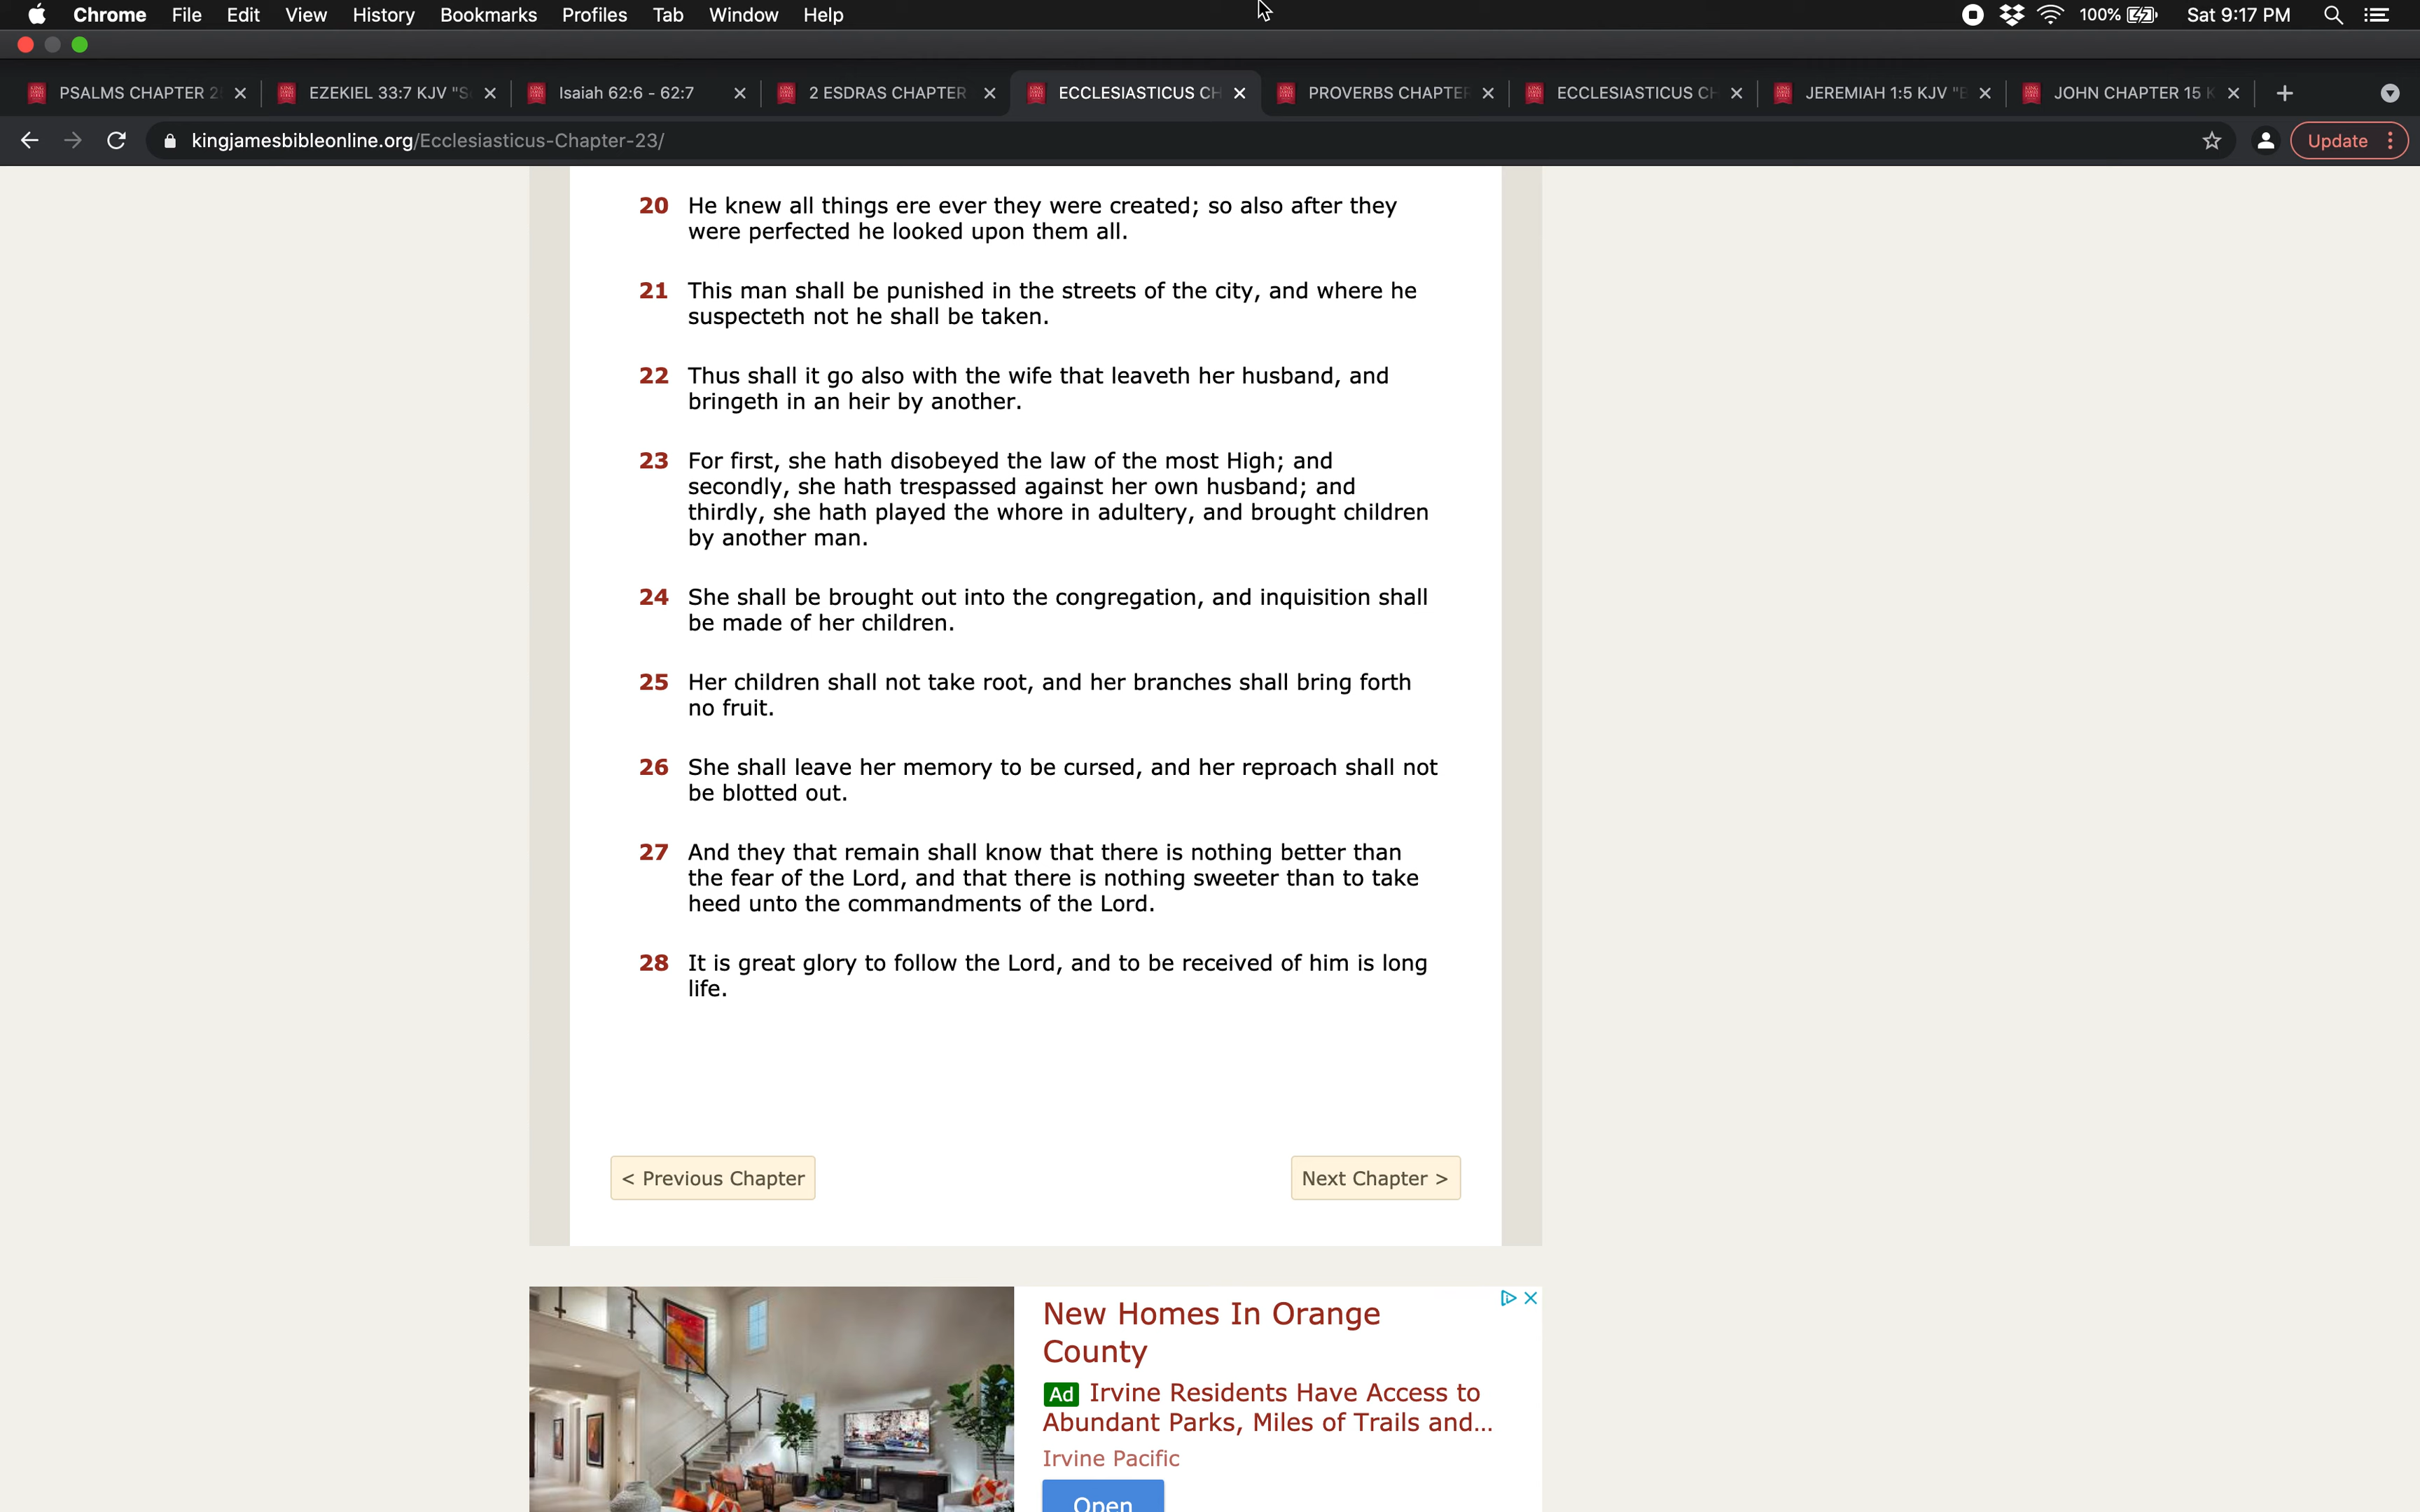 Chrome File Edit View History Bookmarks Profiles Tab Window Help 100% Sat 9:17 PM
PSALMS CHAPTER 2 EZEKIEL 33:7 KJV "S Isaiah 62:6 - 62:7 2 ESDRAS CHAPTER ECCLESIASTICUS CH PROVERBS CHAPTER ECCLESIASTICUS CH JEREMIAH 1:5 KJV " JOHN CHAPTER 15 K
kingjamesbibleonline.org/Ecclesiasticus-Chapter-23/ Update
20 He knew all things ere ever they were created; so also after they
were perfected he looked upon them all.
21 This man shall be punished in the streets of the city, and where he
suspecteth not he shall be taken.
22 Thus shall it go also with the wife that leaveth her husband, and
bringeth in an heir by another.
23 For first, she hath disobeyed the law of the most High; and
secondly, she hath trespassed against her own husband; and
thirdly, she hath played the whore in adultery, and brought children
by another man.
24 She shall be brought out into the congregation, and inquisition shall
be made of her children.
25 Her children shall not take root, and her branches shall bring forth
no fruit.
26 She shall leave her memory to be cursed, and her reproach shall not
be blotted out.
27 And they that remain shall know that there is nothing better than
the fear of the Lord, and that there is nothing sweeter than to take
heed unto the commandments of the Lord.
28 It is great glory to follow the Lord, and to be received of him is long
life.
< Previous Chapter Next Chapter >
New Homes In Orange
County
Ad Irvine Residents Have Access to
Abundant Parks, Miles of Trails and...
Irvine Pacific
Open